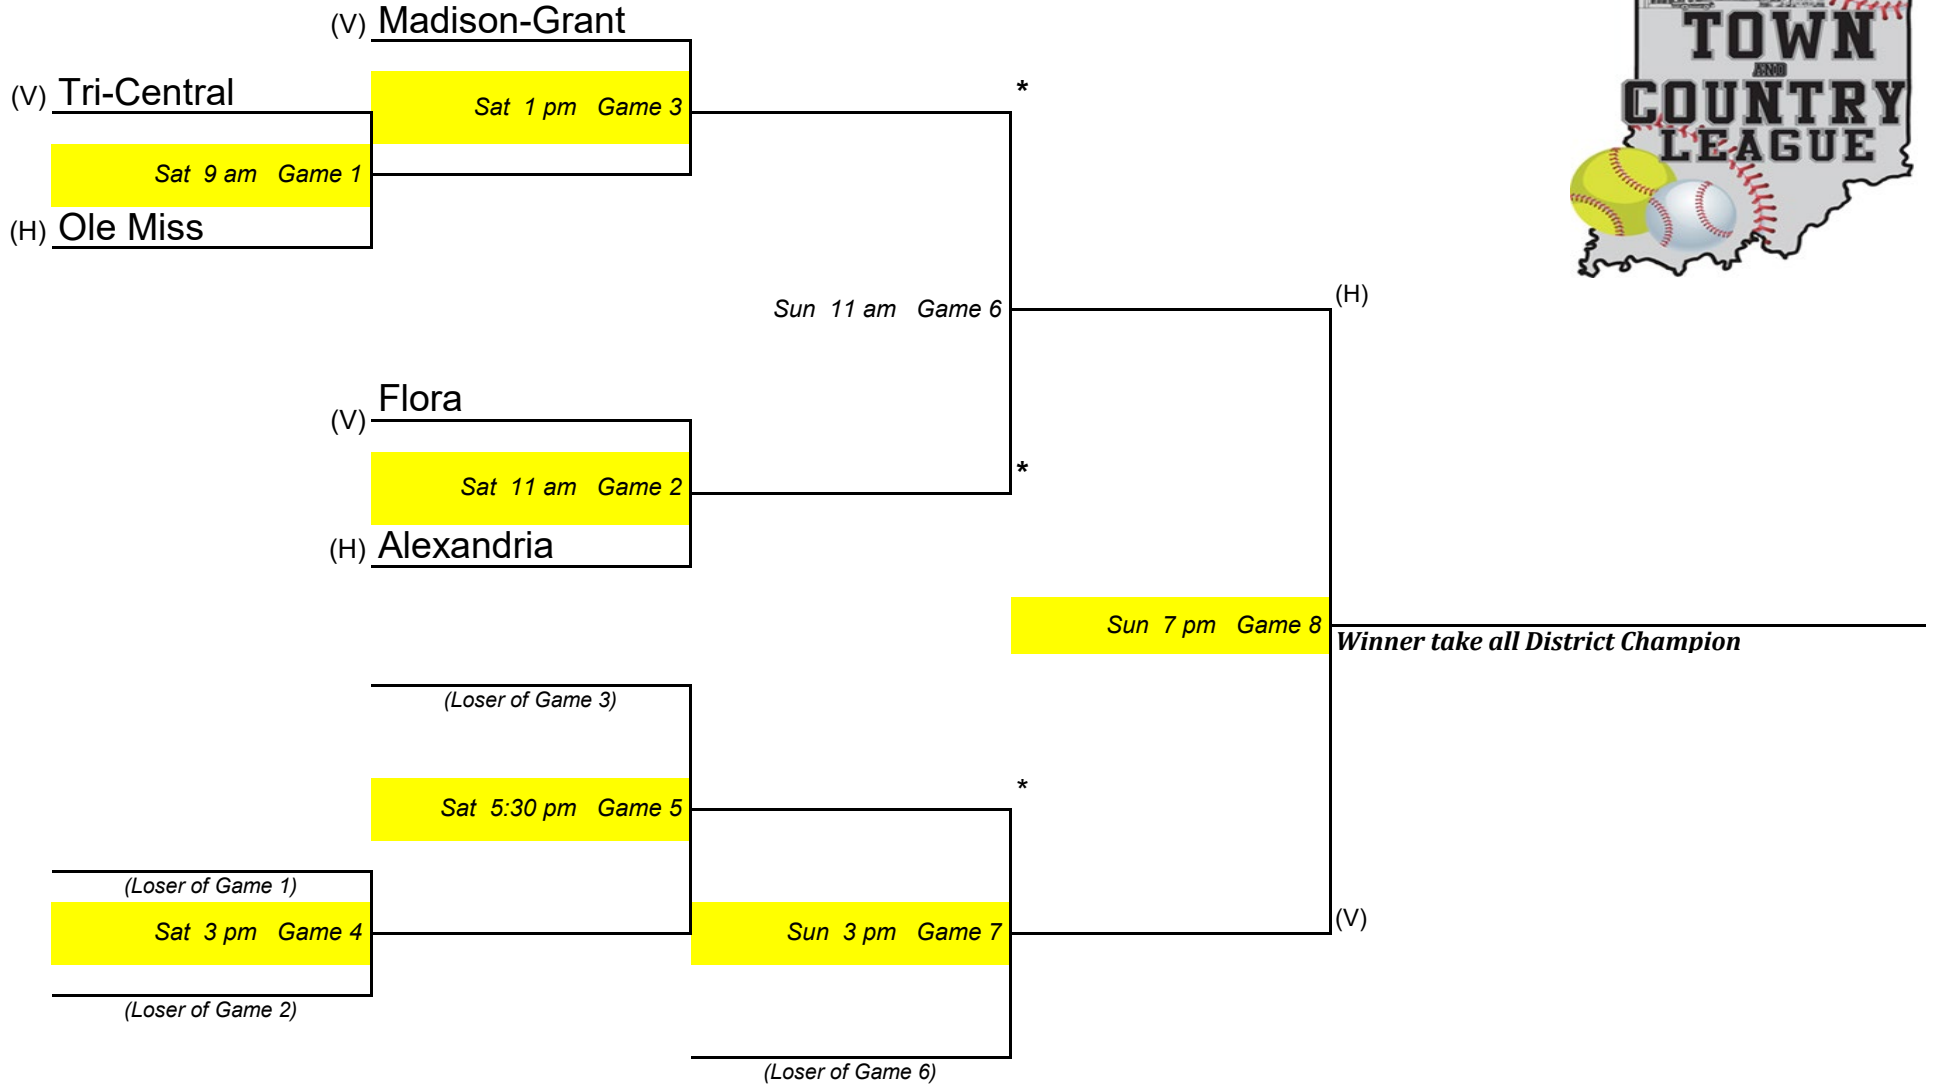 (V) Madison-Grant
(V) Tri-Central
Sat 1 pm Game 3
*
Sat 9 am Game 1
(H) Ole Miss
TOWN
AND
COUNTRY
LEAGUE
Sun 11 am Game 6
(H)
Flora
(V)
*
Sat 11 am Game 2
(H) Alexandria
Sun 7 pm Game 8
Winner take all District Champion
(Loser of Game 3)
*
Sat 5:30 pm Game 5
(Loser of Game 1)
Sat 3 pm Game 4
Sun 3 pm Game 7
(V)
(Loser of Game 2)
(Loser of Game 6)